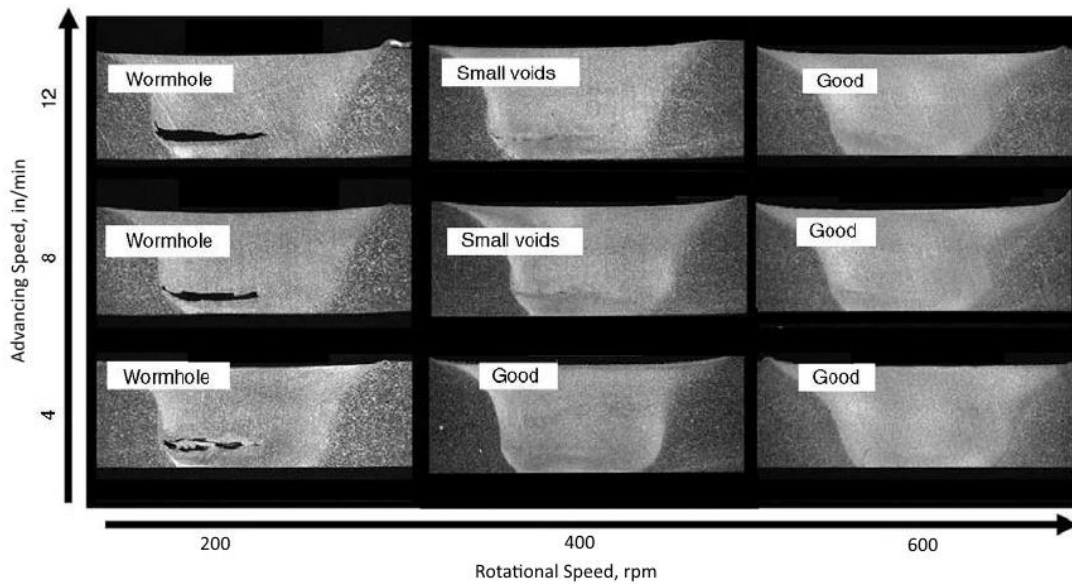 Advancing Speed, in/min
12
Wormhole
Small voids
Good
8
Wormhole
Small voids
Good
4
Wormhole
Good
Good
200
400
600
Rotational Speed, rpm